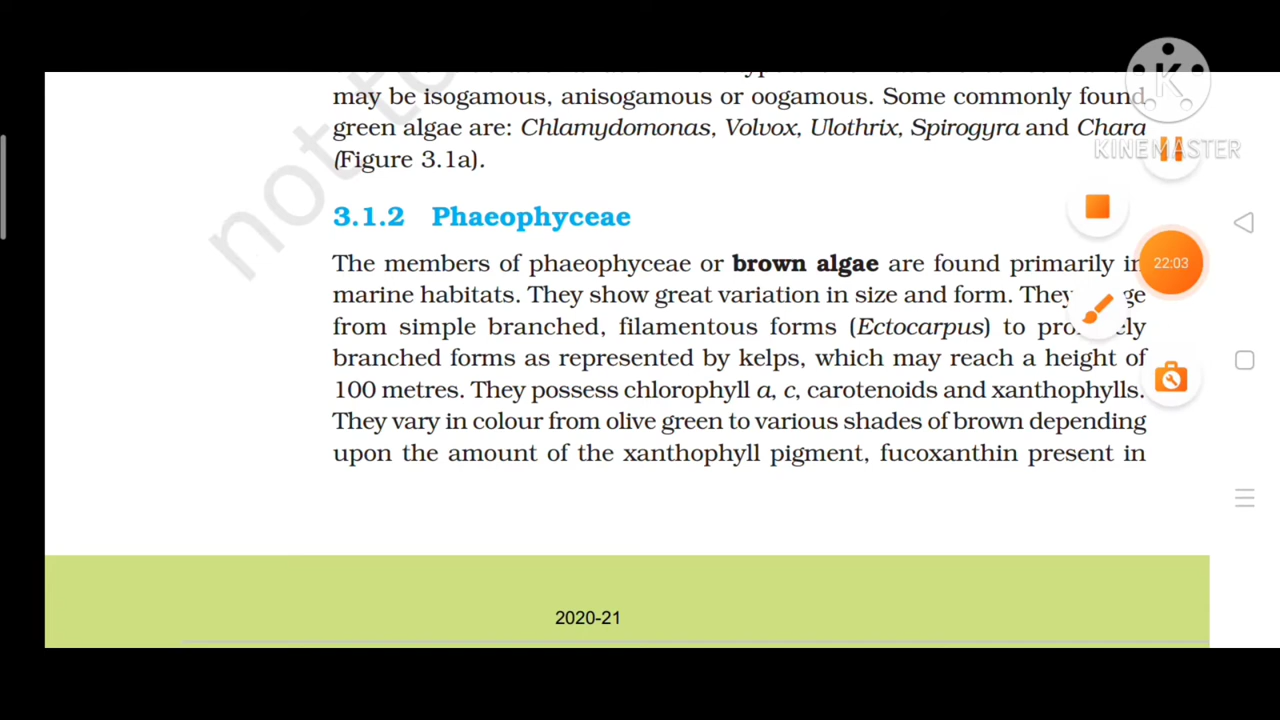 may be isogamous, anisogamous or oogamous. Some commonly found
green algae are: Chlamydomonas, Volvox, Ulothrix, Spirogyra and Chara
(Figure 3.1a).
KINEMASTER
3.1.2 Phaeophyceae
The members of phaeophyceae or brown algae are found primarily in
22:03
marine habitats. They show great variation in size and form. They
from simple branched, filamentous forms (Ectocarpus) to
branched forms as represented by kelps, which may reach a height of
100 metres. They possess chlorophyll a, c, carotenoids and xanthophylls.
They vary in colour from olive green to various shades of brown depending
upon the amount of the xanthophyll pigment, fucoxanthin present in
2020-21
not to